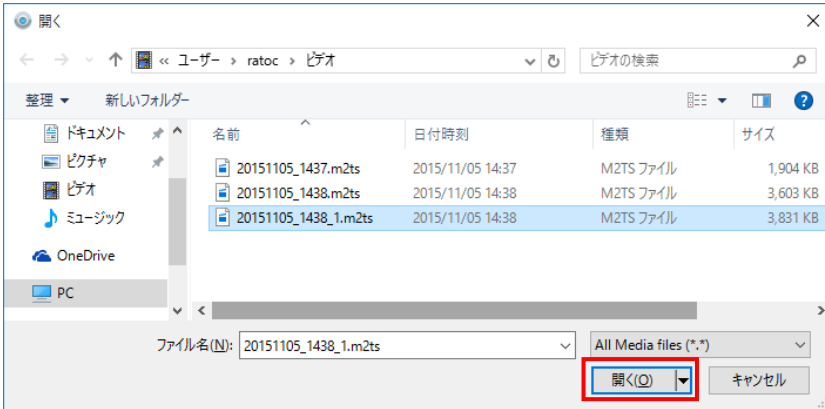 開く
« ユーザー › ratoc › ビデオ ビデオの検索
整理 新しいフォルダー
ドキュメント 名前 日付時刻 種類 サイズ
ピクチャ 20151105_1437.m2ts 2015/11/05 14:37 M2TS ファイル 1,904 KB
ビデオ 20151105_1438.m2ts 2015/11/05 14:38 M2TS ファイル 3,603 KB
ミュージック 20151105_1438_1.m2ts 2015/11/05 14:38 M2TS ファイル 3,831 KB
OneDrive
PC
ファイル名(N): 20151105_1438_1.m2ts All Media files (*.*)
開く(O) キャンセル